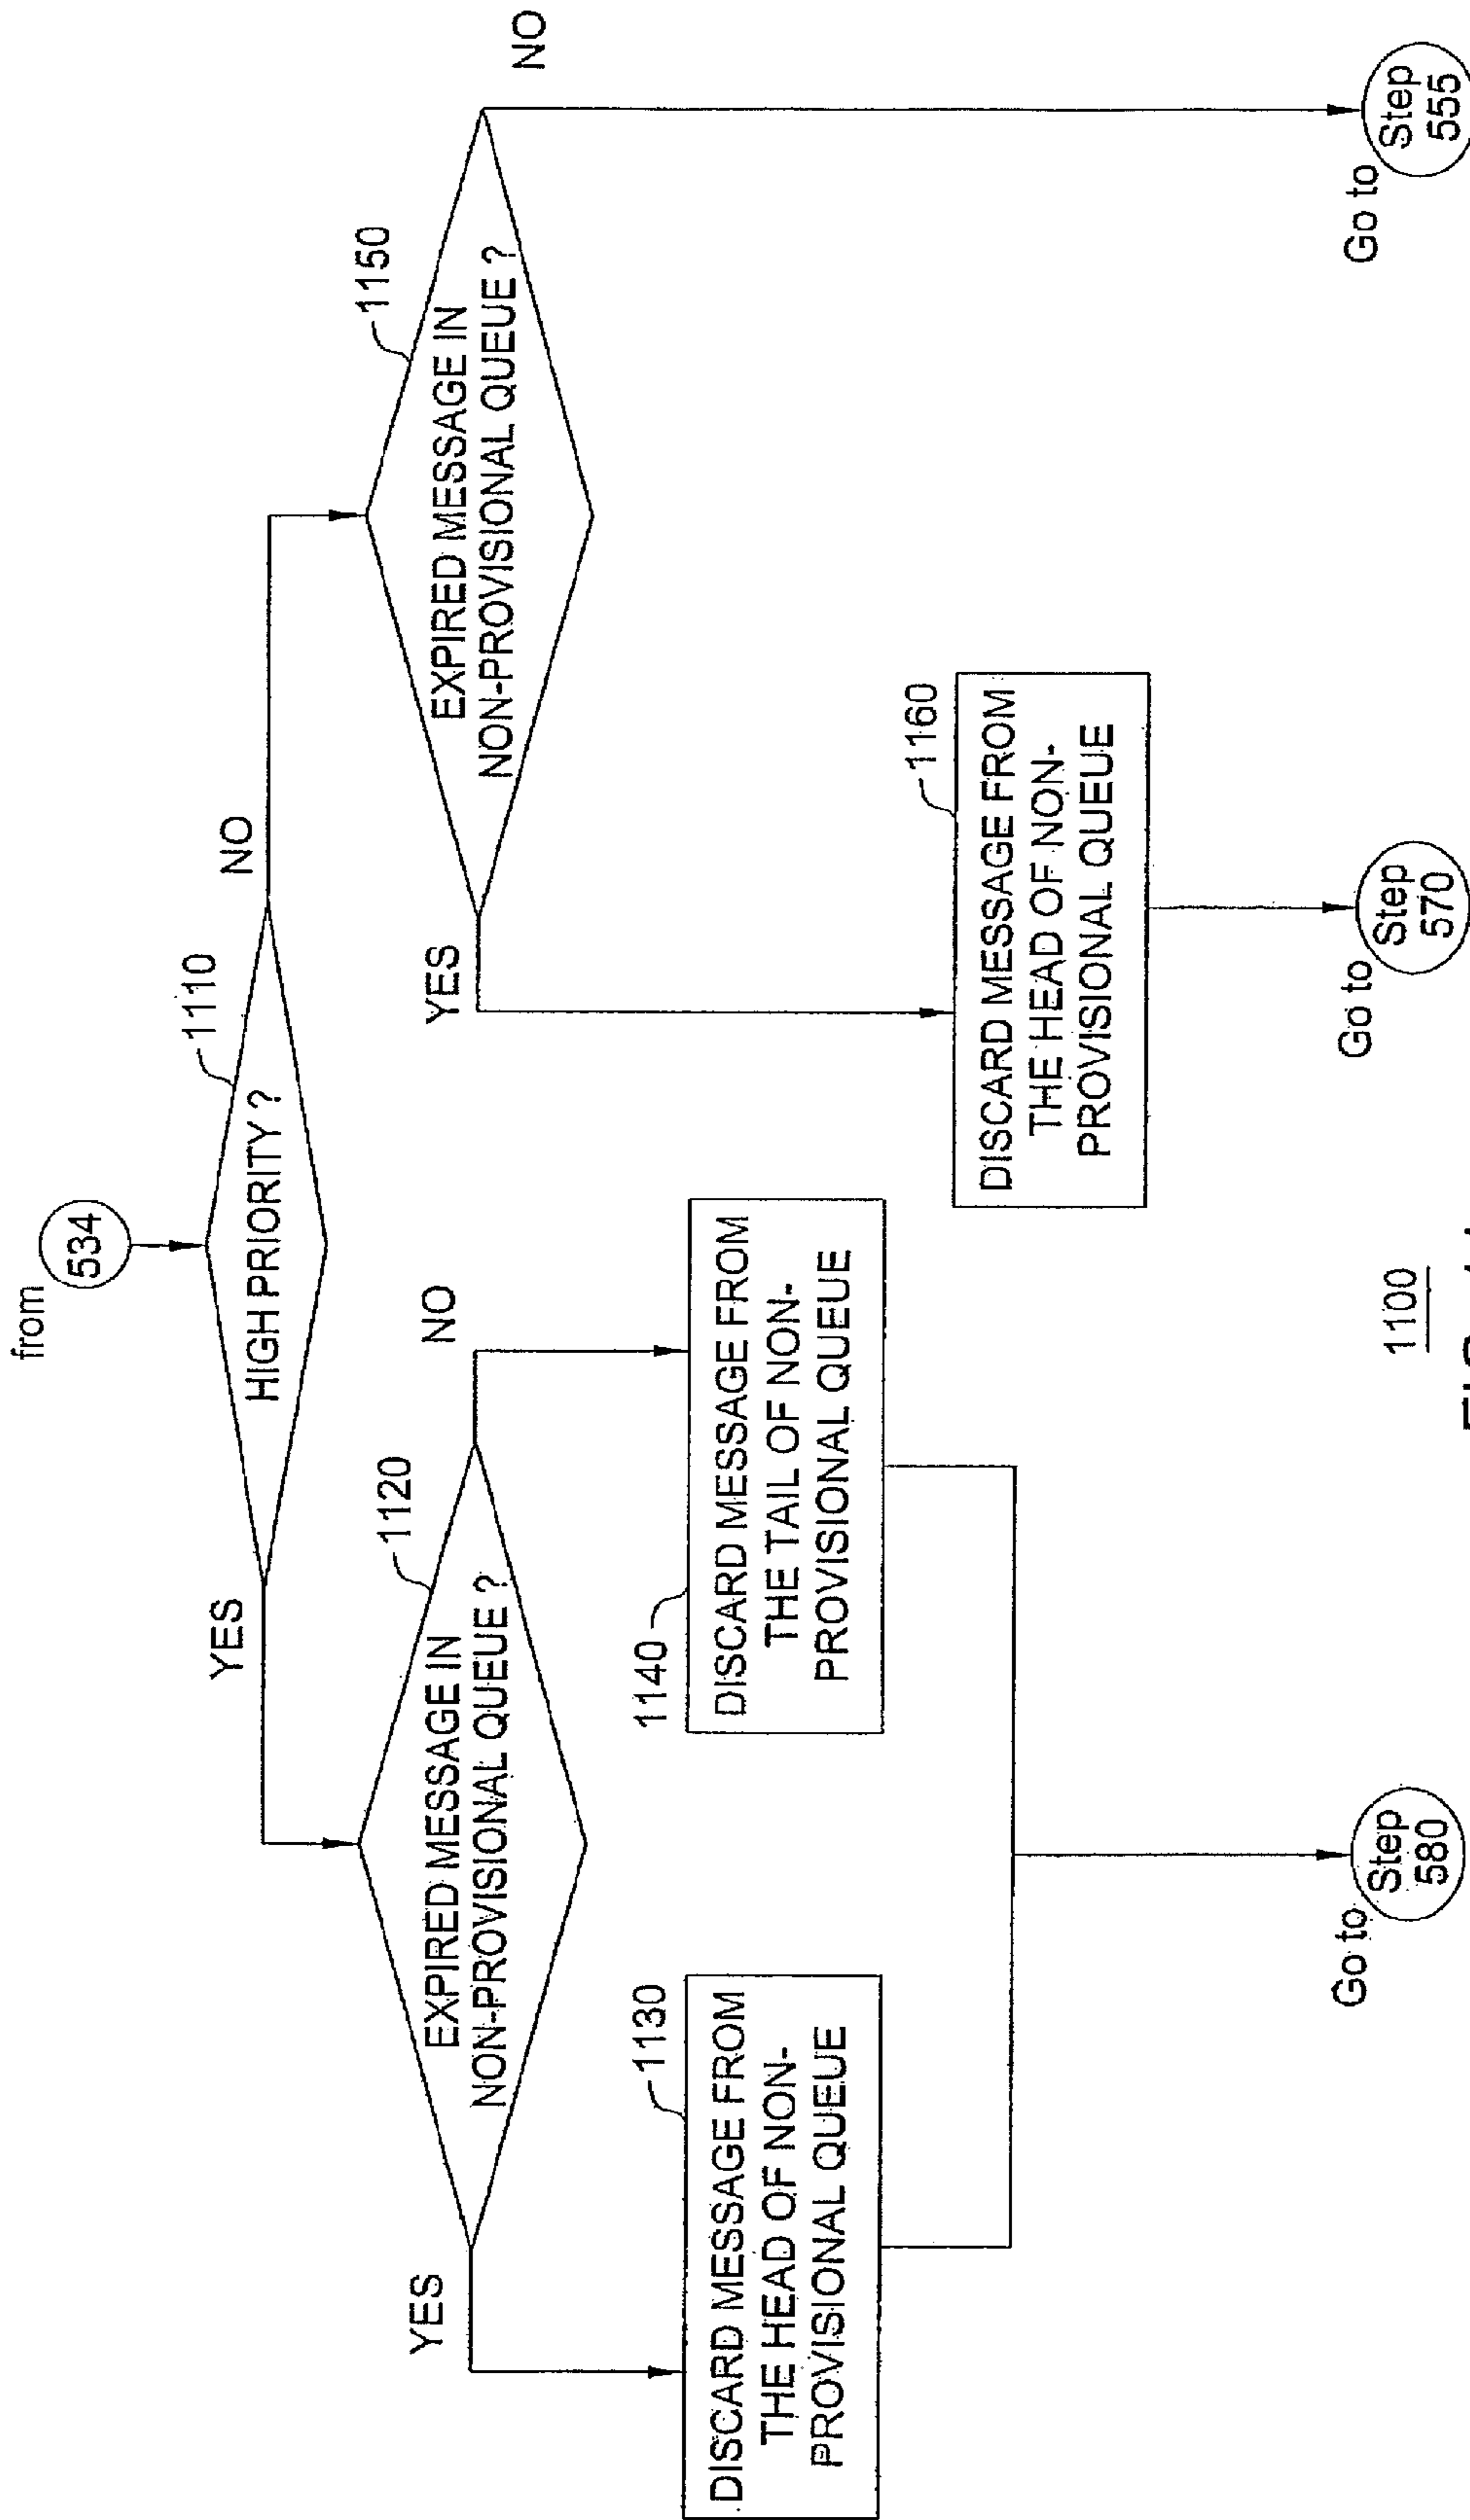 from
534
HIGH PRIORITY ?
1110
YES
NO
EXPIRED MESSAGE IN
NON-PROVISIONAL QUEUE ?
1120
YES
NO
EXPIRED MESSAGE IN
NON-PROVISIONAL QUEUE ?
1150
YES
NO
DISCARD MESSAGE FROM
THE HEAD OF NON-
PROVISIONAL QUEUE
1130
1140
DISCARD MESSAGE FROM
THE TAIL OF NON-
PROVISIONAL QUEUE
DISCARD MESSAGE FROM
THE HEAD OF NON-
PROVISIONAL QUEUE
1160
Go to
Step
580
Go to
Step
570
Go to
Step
555
1100